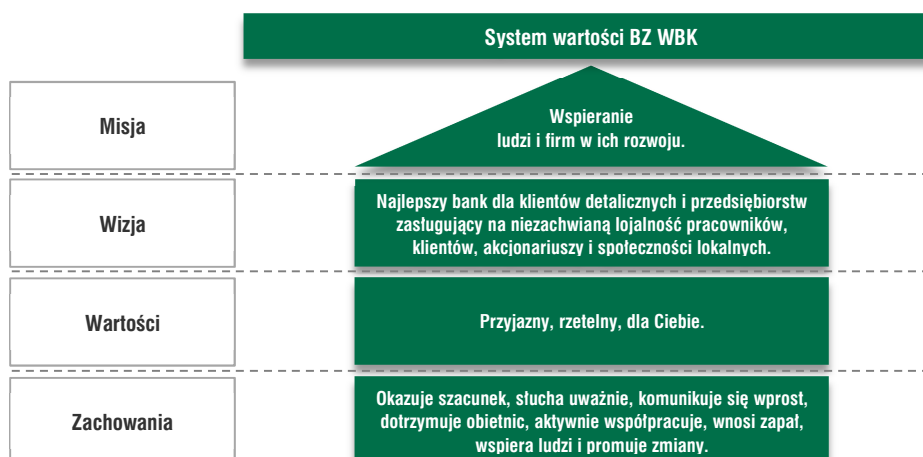 System wartości BZ WBK
Misja
Wspieranie
ludzi i firm w ich rozwoju.
Wizja
Najlepszy bank dla klientów detalicznych i przedsiębiorstw
zasługujący na niezachwianą lojalność pracowników,
klientów, akcjonariuszy i społeczności lokalnych.
Wartości
Przyjazny, rzetelny, dla Ciebie.
Zachowania
Okazuje szacunek, słucha uważnie, komunikuje się wprost,
dotrzymuje obietnic, aktywnie współpracuje, wnosi zapał,
wspiera ludzi i promuje zmiany.